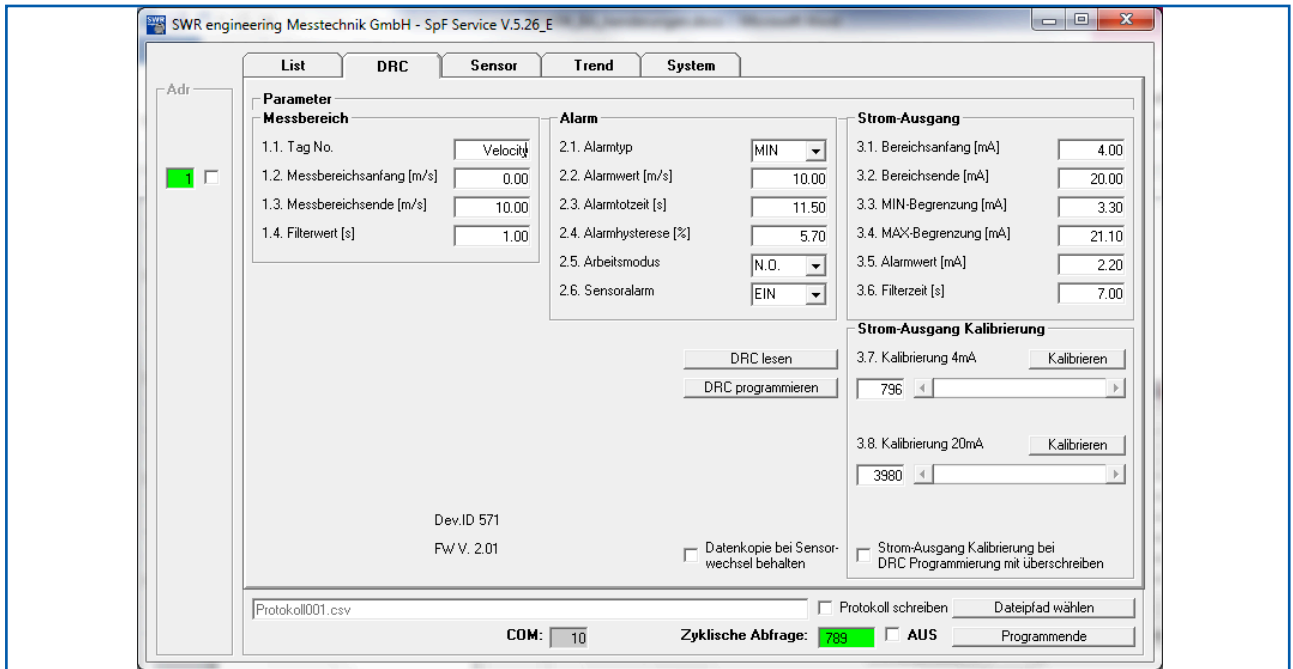 SWR engineering Messtechnik GmbH - SpF Service V.5.26_E
List DRC Sensor Trend System
Adr
1
Parameter
Messbereich
1.1. Tag No. Velocity
1.2. Messbereichsanfang [m/s] 0.00
1.3. Messbereichsende [m/s] 10.00
1.4. Filterwert [s] 1.00
Alarm
2.1. Alarmtyp MIN
2.2. Alarmwert [m/s] 10.00
2.3. Alarmtotzeit [s] 11.50
2.4. Alarmhysterese [%] 5.70
2.5. Arbeitsmodus N.O.
2.6. Sensoralarm EIN
Strom-Ausgang
3.1. Bereichsanfang [mA] 4.00
3.2. Bereichsende [mA] 20.00
3.3. MIN-Begrenzung [mA] 3.30
3.4. MAX-Begrenzung [mA] 21.10
3.5. Alarmwert [mA] 2.20
3.6. Filterzeit [s] 7.00
DRC lesen
DRC programmieren
Strom-Ausgang Kalibrierung
3.7. Kalibrierung 4mA Kalibrieren
796
3.8. Kalibrierung 20mA Kalibrieren
3980
Dev.ID 571
FW V. 2.01
Datenkopie bei Sensor-
wechsel behalten
Strom-Ausgang Kalibrierung bei
DRC Programmierung mit überschreiben
Protokoll001.csv Protokoll schreiben Dateipfad wählen
COM: 10 Zyklische Abfrage: 789 AUS Programmende